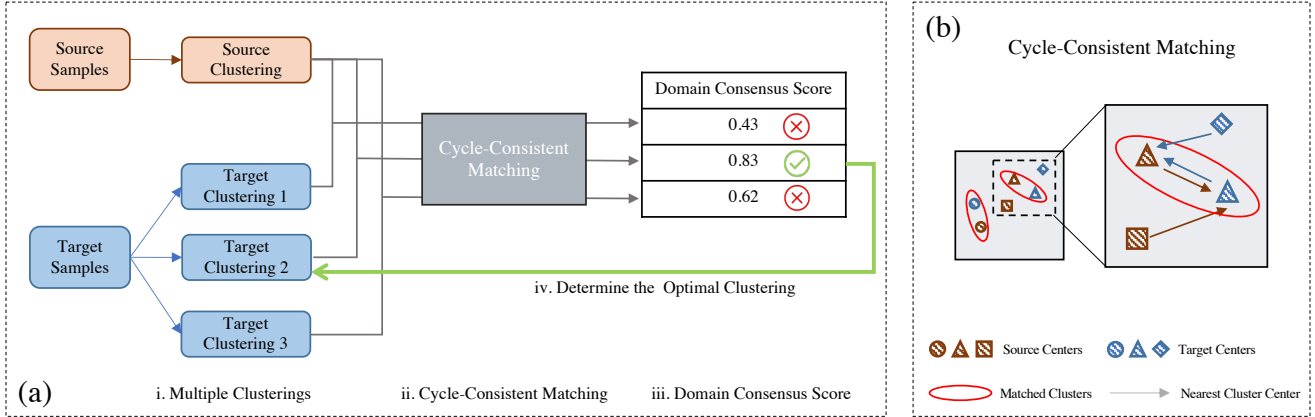 Source
Samples
Source
Clustering
Target
Samples
Target
Clustering 1
Target
Clustering 2
Target
Clustering 3
Cycle-Consistent
Matching
Domain Consensus Score
0.43
0.83
0.62
iv. Determine the Optimal Clustering
(a)
i. Multiple Clusterings
ii. Cycle-Consistent Matching
iii. Domain Consensus Score
(b)
Cycle-Consistent Matching
Source Centers
Target Centers
Matched Clusters
Nearest Cluster Center